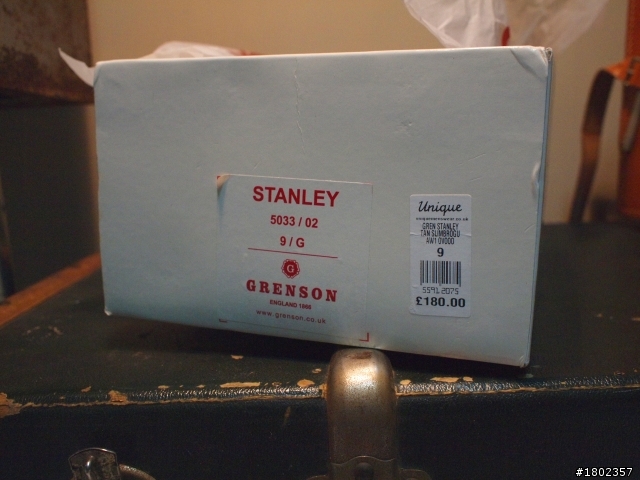 STANLEY
5033 / 02
9 / G
G
GRENSON
ENGLAND 1866
www.grenson.co.uk
Unique
GREN STANLEY
TAN SLIMBROGU
9
5591 2075
£180.00
#1802357